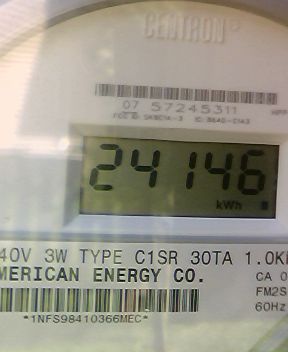 CENTRON®
07 57245311
24146
kWh
40V 3W TYPE C1SR 30TA 1.0K
MERICAN ENERGY CO.
CA 0
FM2S
60Hz
*1NFS98410366MEC*